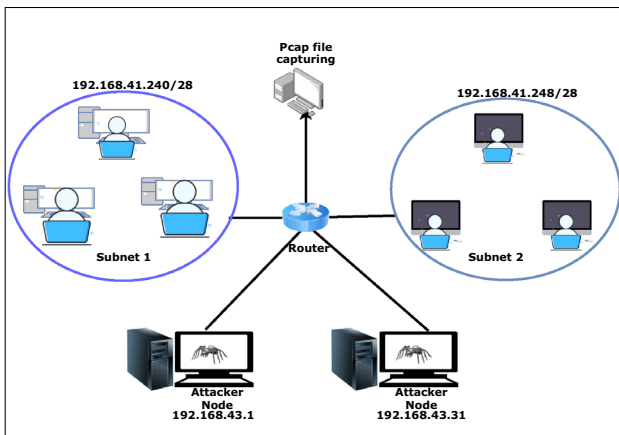 Pcap file
capturing
192.168.41.240/28
192.168.41.248/28
Subnet 1
Router
Subnet 2
Attacker
Node
192.168.43.1
Attacker
Node
192.168.43.31